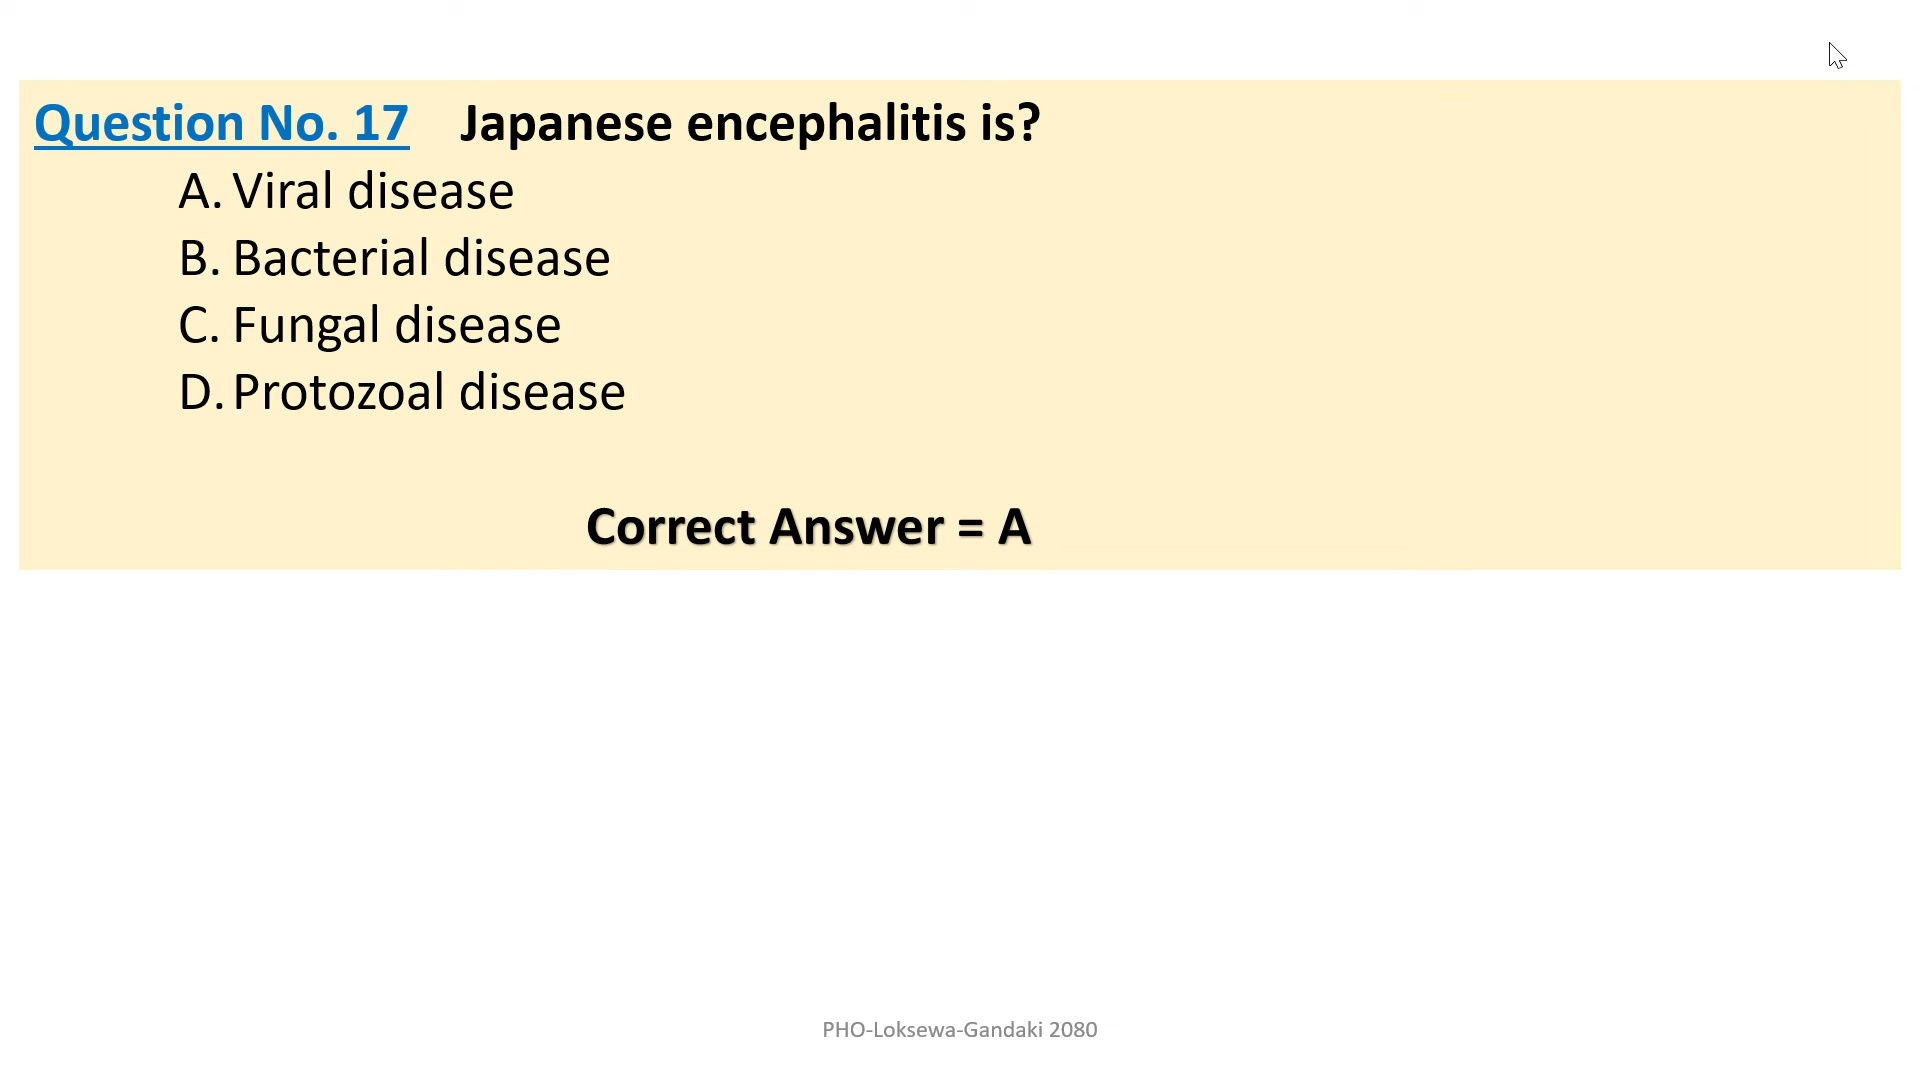 Question No. 17 Japanese encephalitis is?
A. Viral disease
B. Bacterial disease
C. Fungal disease
D. Protozoal disease
Correct Answer = A
PHO-Loksewa-Gandaki 2080